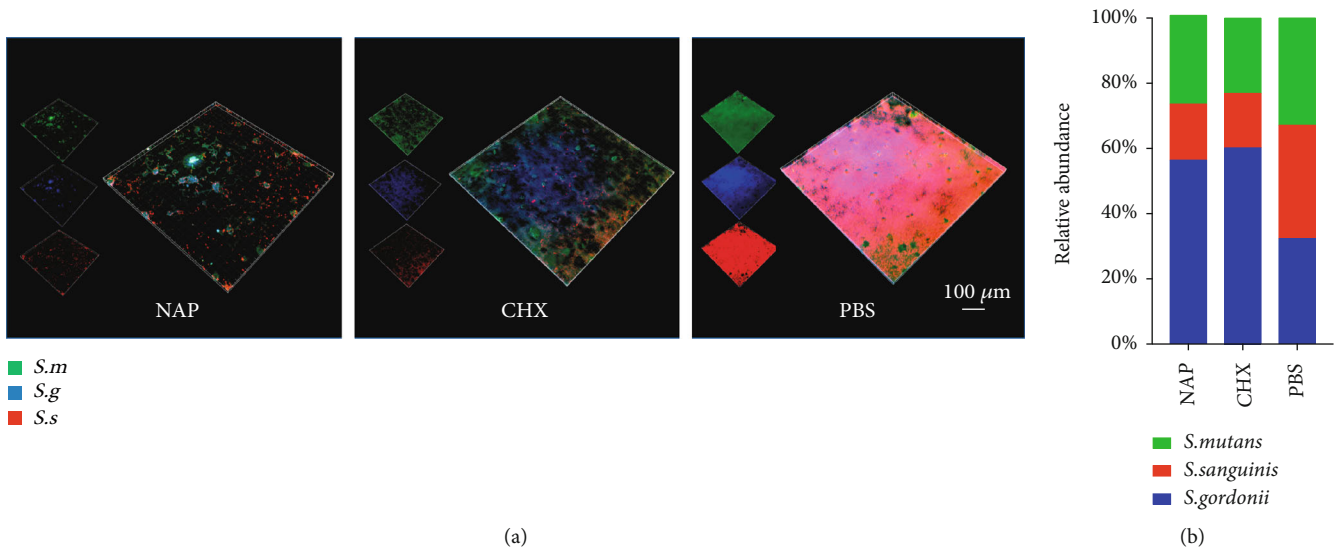 NAP
CHX
PBS
100 µm
S.m
S.g
S.s
(a)
Relative abundance
100%
80%
60%
40%
20%
0%
NAP
CHX
PBS
S.mutans
S.sanguinis
S.gordonii
(b)